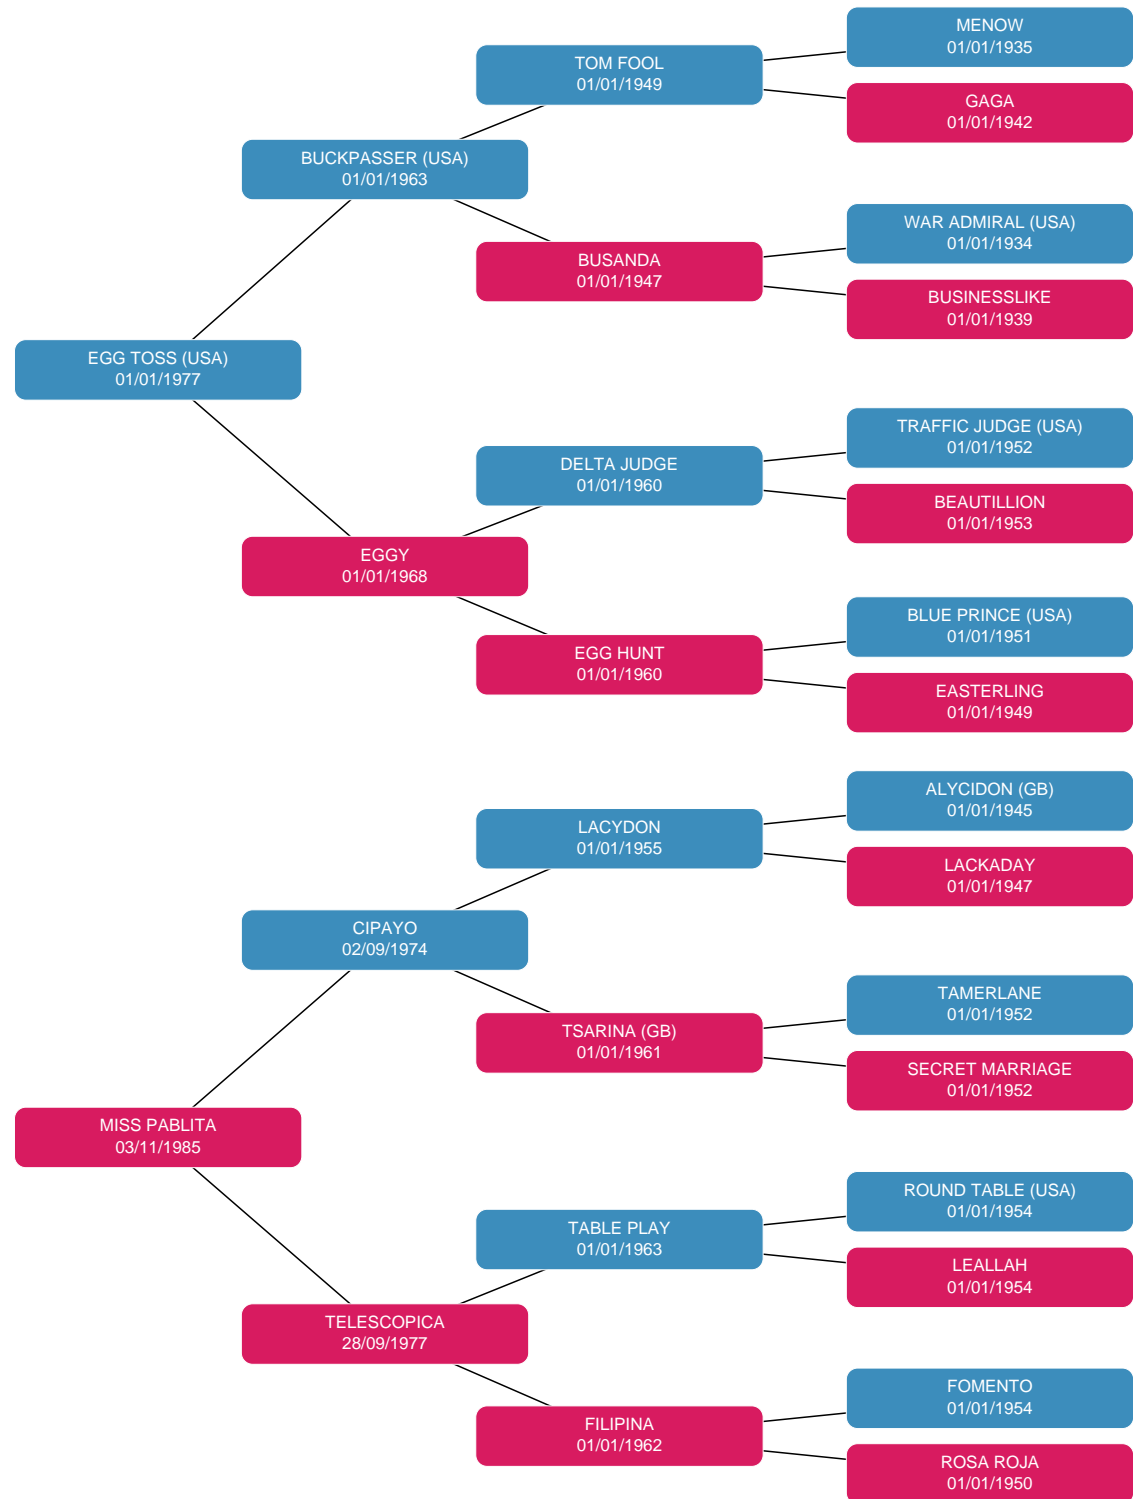 MENOW
01/01/1935
TOM FOOL
01/01/1949
GAGA
01/01/1942
BUCKPASSER (USA)
01/01/1963
WAR ADMIRAL (USA)
01/01/1934
BUSANDA
01/01/1947
BUSINESSLIKE
01/01/1939
EGG TOSS (USA)
01/01/1977
TRAFFIC JUDGE (USA)
01/01/1952
DELTA JUDGE
01/01/1960
BEAUTILLION
01/01/1953
EGGY
01/01/1968
BLUE PRINCE (USA)
01/01/1951
EGG HUNT
01/01/1960
EASTERLING
01/01/1949
ALYCIDON (GB)
01/01/1945
LACYDON
01/01/1955
LACKADAY
01/01/1947
CIPAYO
02/09/1974
TAMERLANE
01/01/1952
TSARINA (GB)
01/01/1961
SECRET MARRIAGE
01/01/1952
MISS PABLITA
03/11/1985
ROUND TABLE (USA)
01/01/1954
TABLE PLAY
01/01/1963
LEALLAH
01/01/1954
TELESCOPICA
28/09/1977
FOMENTO
01/01/1954
FILIPINA
01/01/1962
ROSA ROJA
01/01/1950